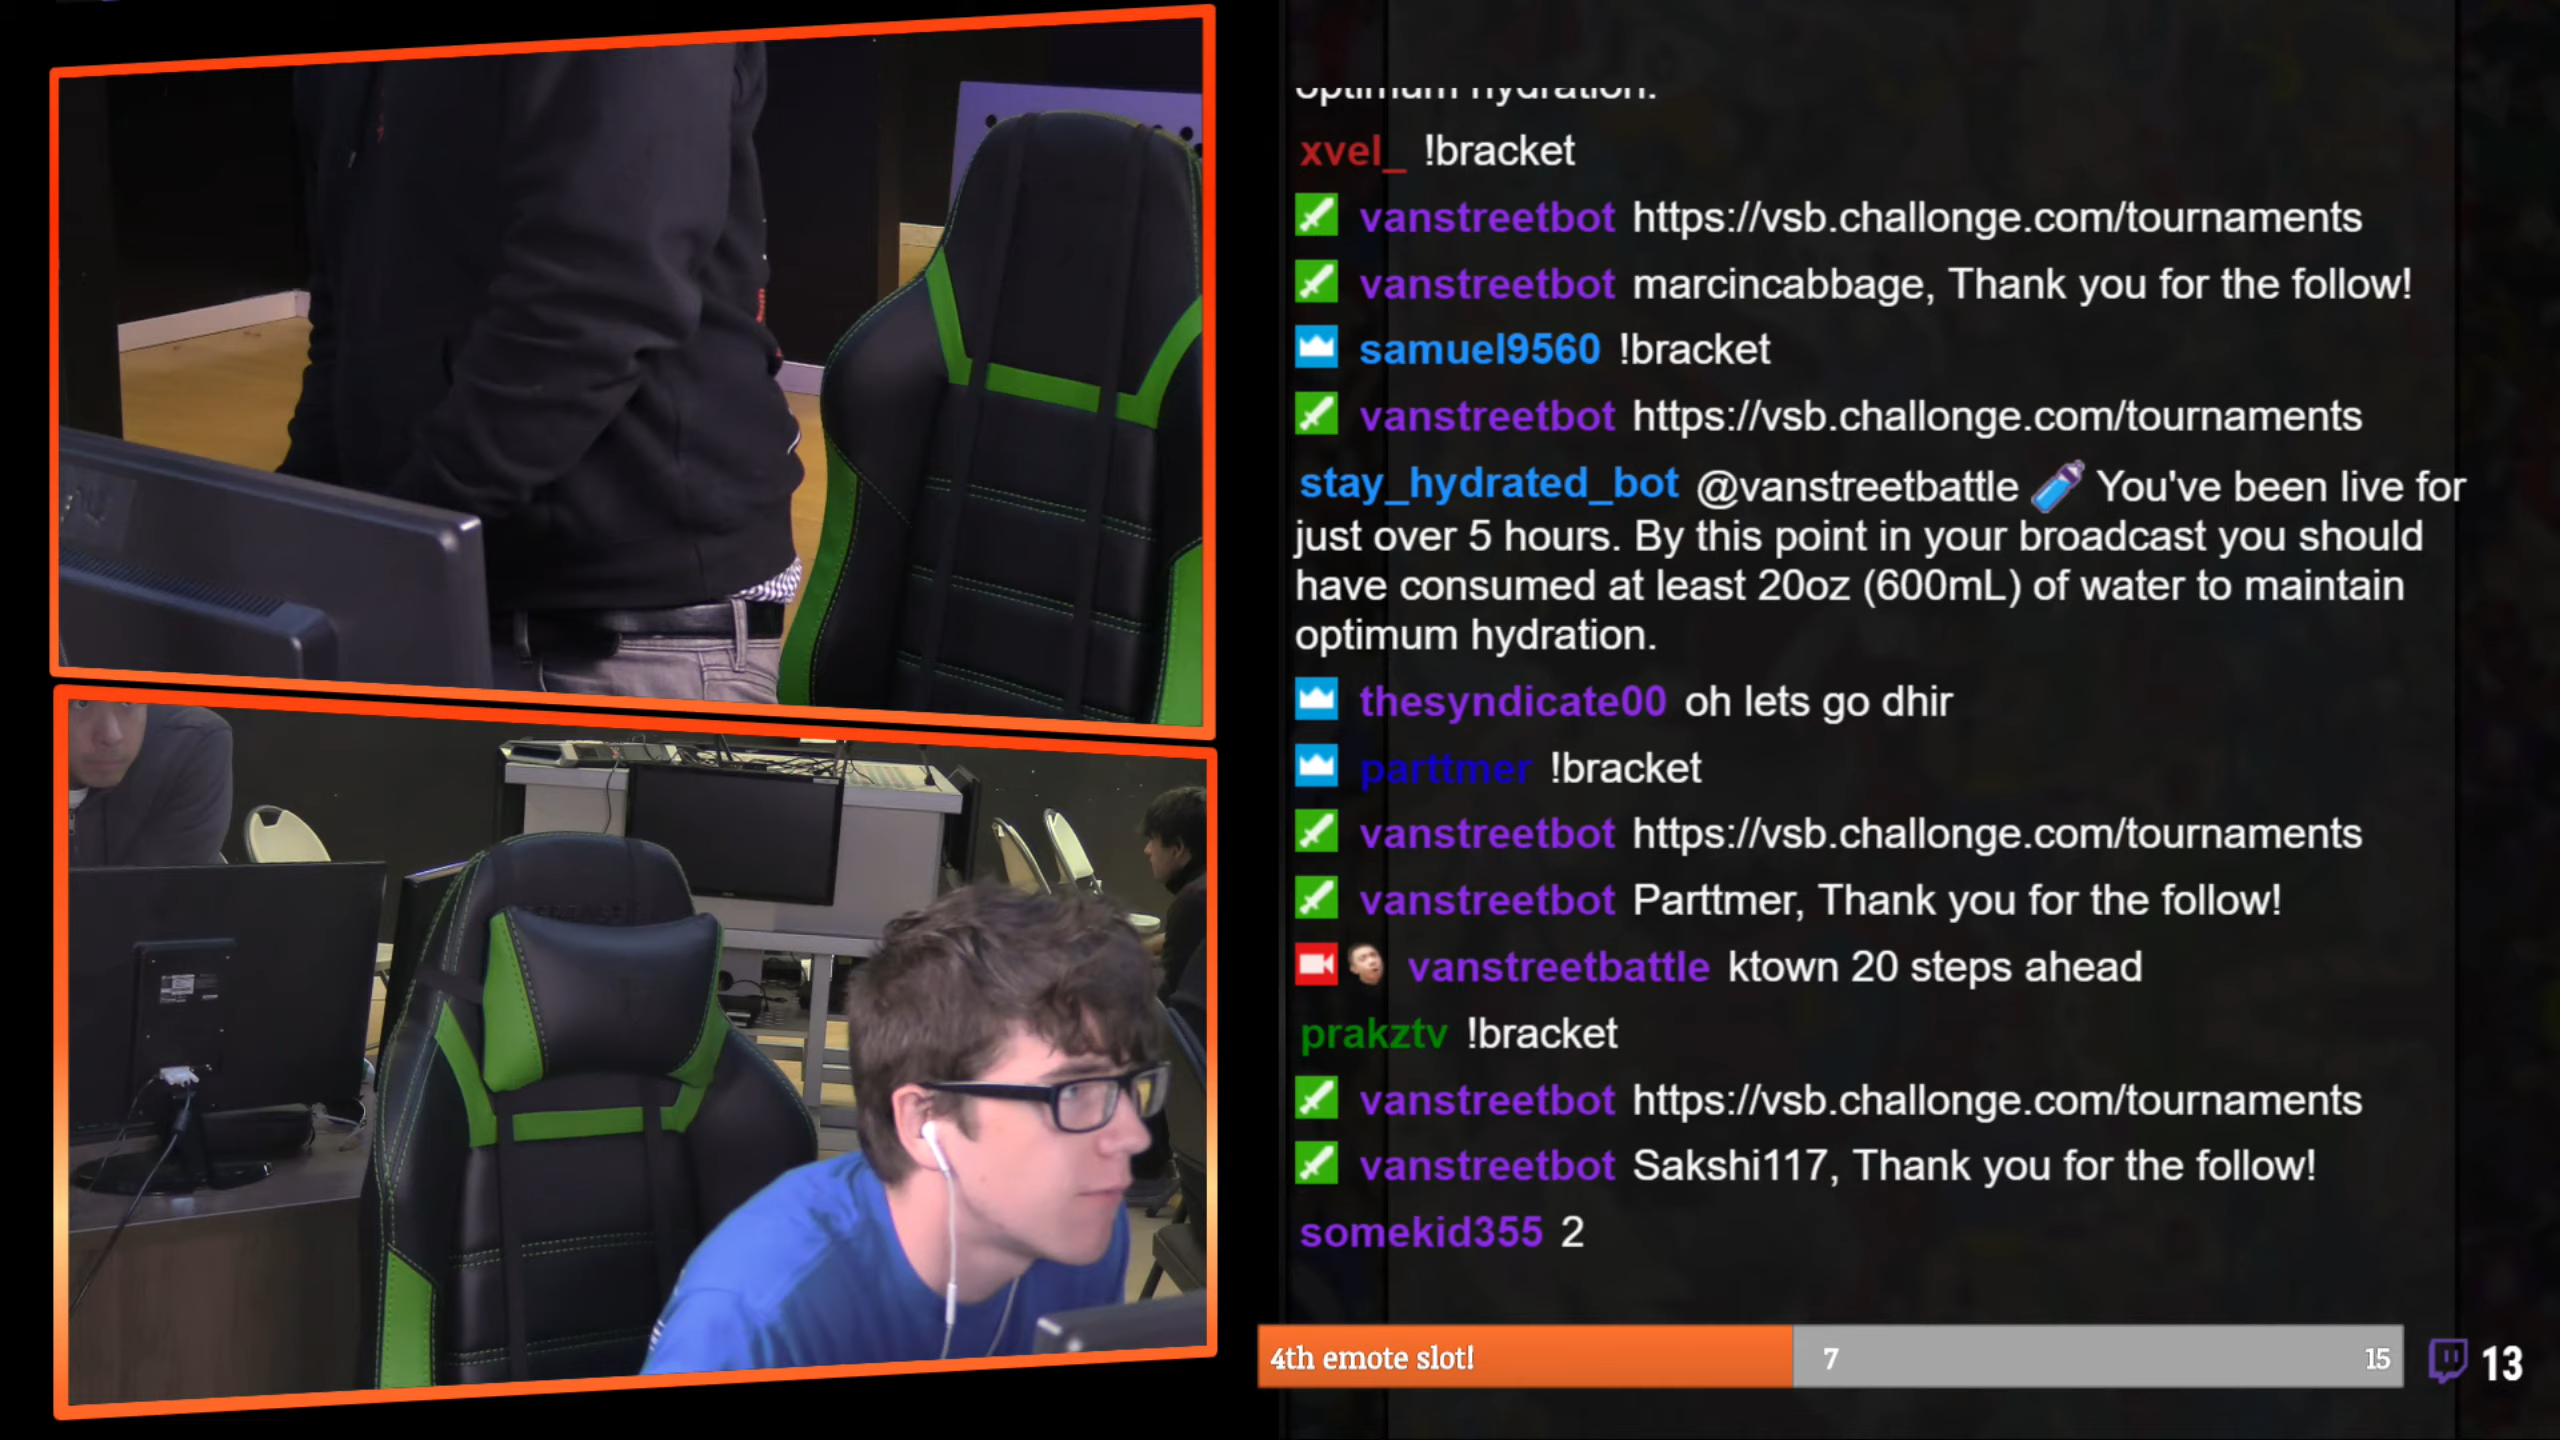 optimum hydration.
xvel_ !bracket
vanstreetbot https://vsb.challonge.com/tournaments
vanstreetbot marcincabbage, Thank you for the follow!
samuel9560 !bracket
vanstreetbot https://vsb.challonge.com/tournaments
stay_hydrated_bot @vanstreetbattle You've been live for
just over 5 hours. By this point in your broadcast you should
have consumed at least 20oz (600mL) of water to maintain
optimum hydration.
thesyndicate00 oh lets go dhir
parttmer !bracket
vanstreetbot https://vsb.challonge.com/tournaments
vanstreetbot Parttmer, Thank you for the follow!
vanstreetbattle ktown 20 steps ahead
prakztv !bracket
vanstreetbot https://vsb.challonge.com/tournaments
vanstreetbot Sakshi117, Thank you for the follow!
somekid355 2
4th emote slot! 7 15
13